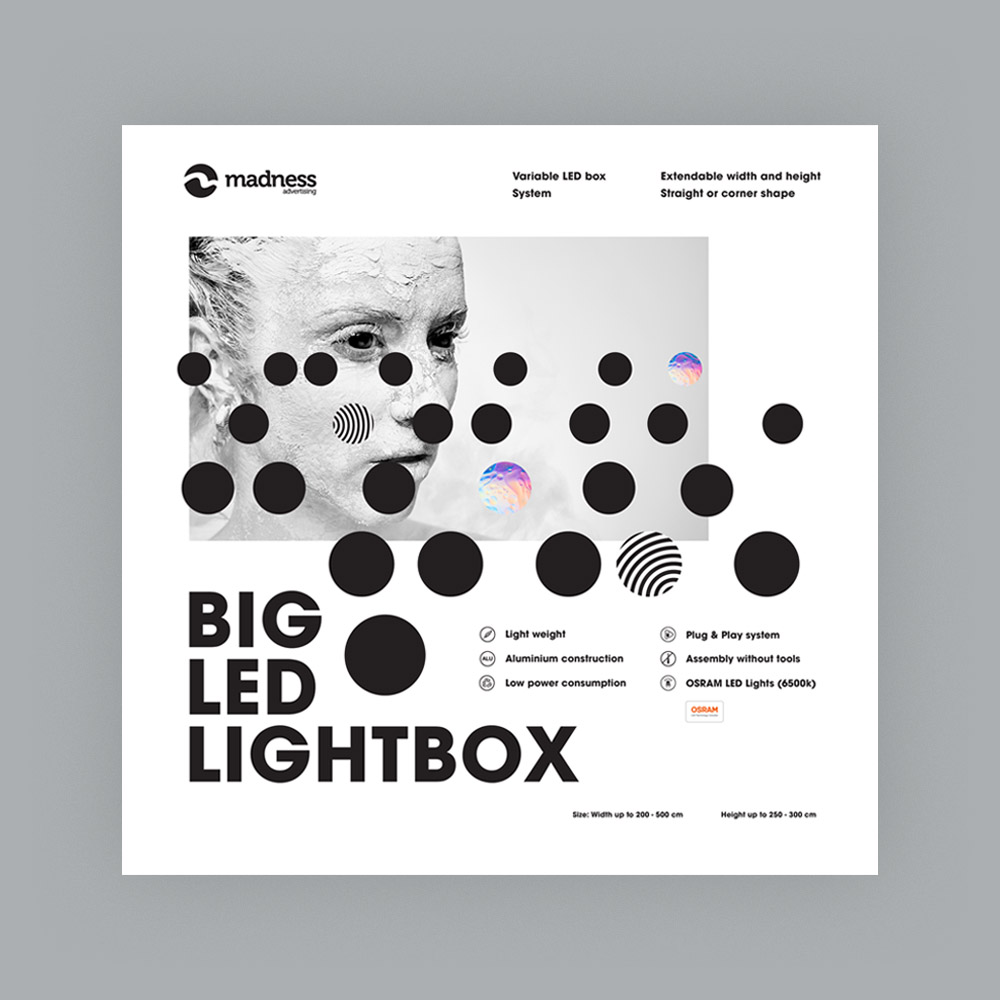 madness
advertising
Variable LED box
System
Extendable width and height
Straight or corner shape
BIG
LED
LIGHTBOX
Light weight
ALU Aluminium construction
Low power consumption
Plug & Play system
Assembly without tools
OSRAM LED Lights (6500k)
OSRAM
Size: Width up to 200 - 500 cm
Height up to 250 - 300 cm